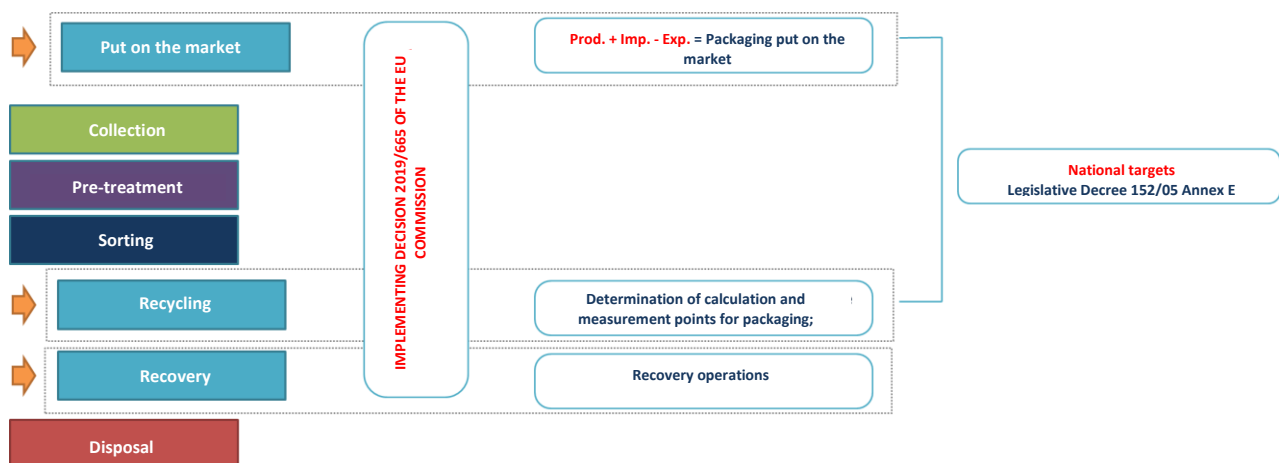 Put on the market
Prod. + Imp. - Exp. = Packaging put on the
market
IMPLEMENTING DECISION 2019/665 OF THE EU
COMMISSION
Collection
Pre-treatment
Sorting
National targets
Legislative Decree 152/05 Annex E
Recycling
Determination of calculation and
measurement points for packaging;
Recovery
Recovery operations
Disposal